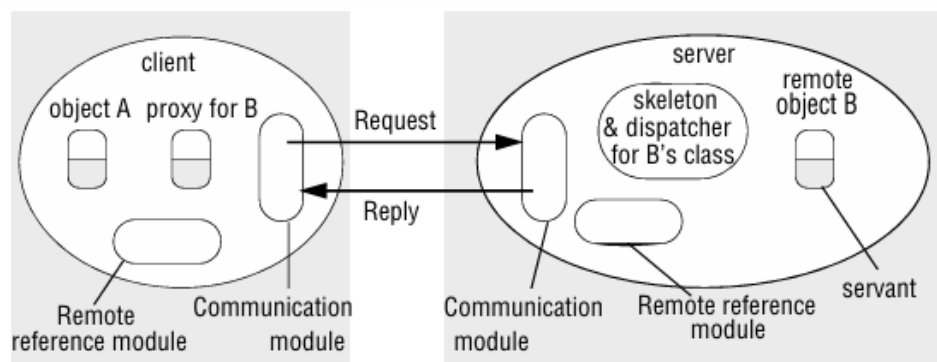 client
object A
proxy for B
Request
Reply
Remote
reference module
Communication
module
server
skeleton
& dispatcher
for B's class
remote
object B
Communication
module
Remote reference
module
servant